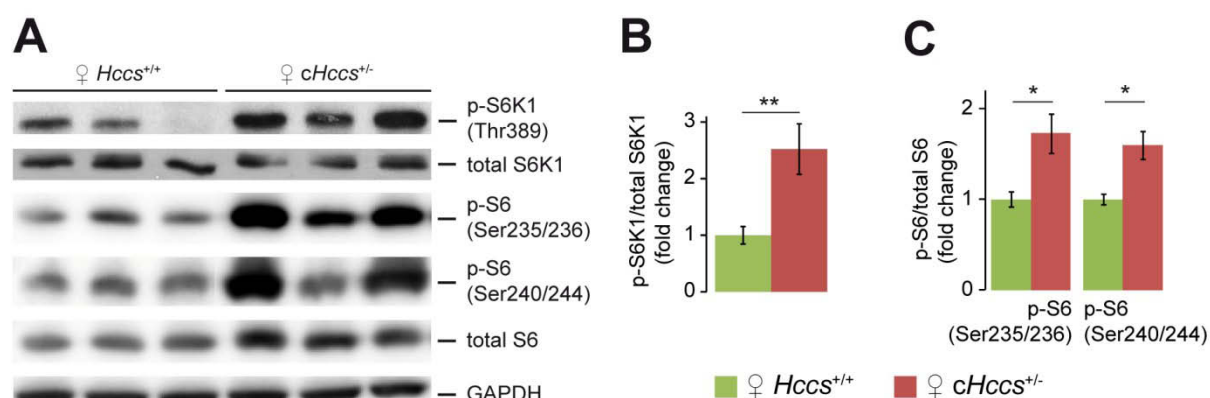 A
♀ Hccs+/+
♀ cHccs+/-
p-S6K1
(Thr389)
total S6K1
p-S6
(Ser235/236)
p-S6
(Ser240/244)
total S6
GAPDH
B
p-S6K1/total S6K1
(fold change)
3
2
1
0
**
C
p-S6/total S6
(fold change)
2
1
0
*
*
p-S6
(Ser235/236)
p-S6
(Ser240/244)
♀ Hccs+/+
♀ cHccs+/-